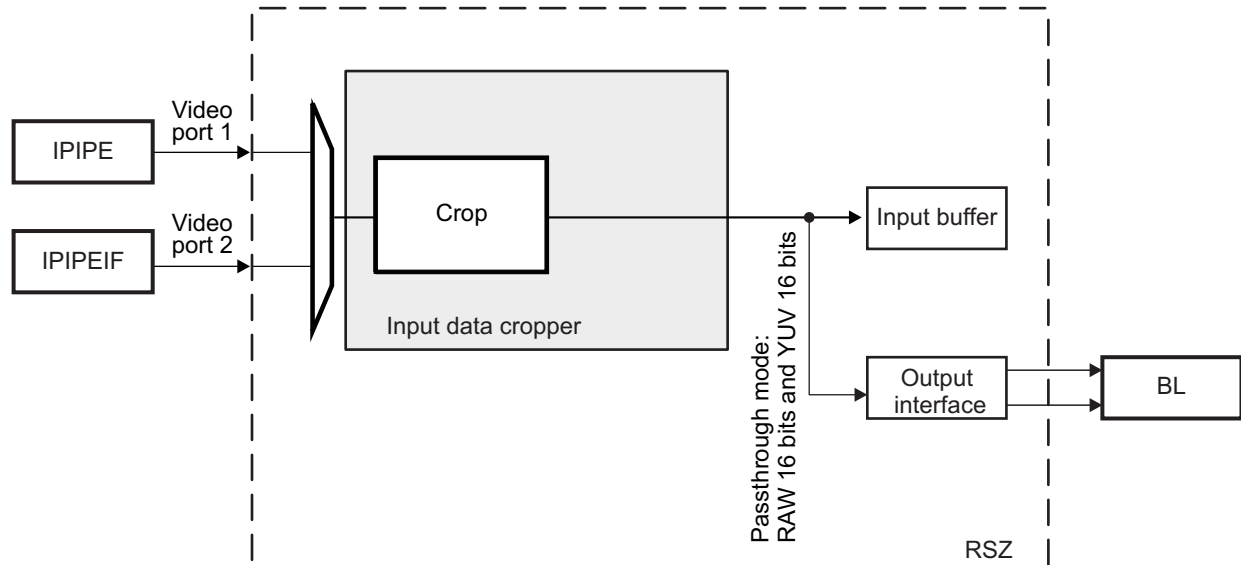 Video
port 1
IPIPE
Video
port 2
IPIPEIF
Crop
Input data cropper
Input buffer
Passthrough mode:
RAW 16 bits and YUV 16 bits
Output
interface
BL
RSZ